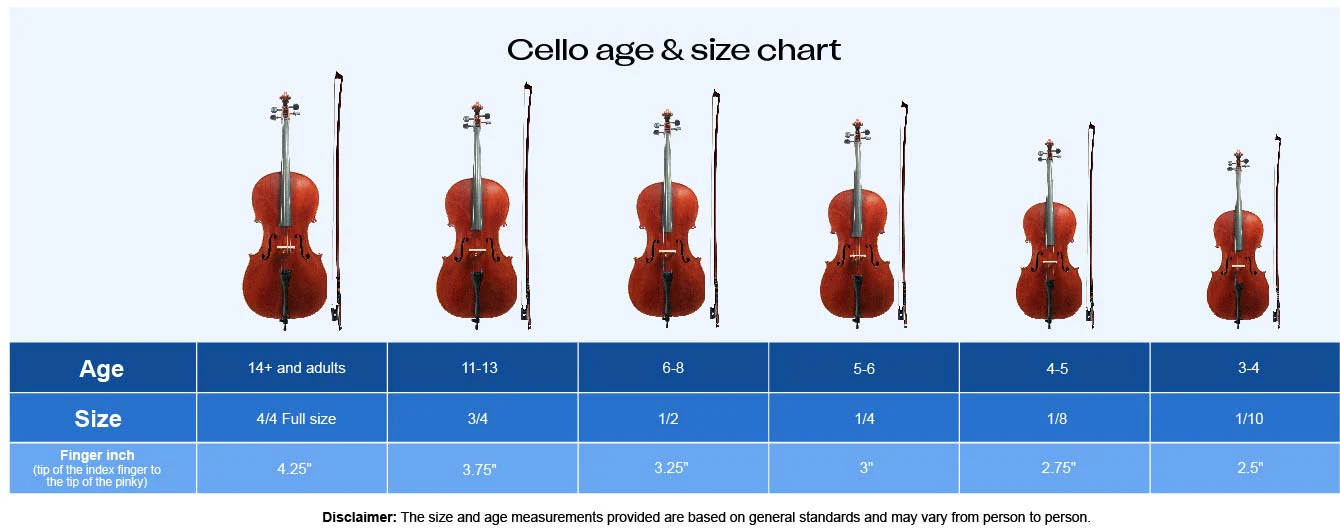 Cello age & size chart
Age 14+ and adults 11-13 6-8 5-6 4-5 3-4
Size 4/4 Full size 3/4 1/2 1/4 1/8 1/10
Finger inch
(tip of the index finger to
the tip of the pinky) 4.25" 3.75" 3.25" 3" 2.75" 2.5"
Disclaimer: The size and age measurements provided are based on general standards and may vary from person to person.